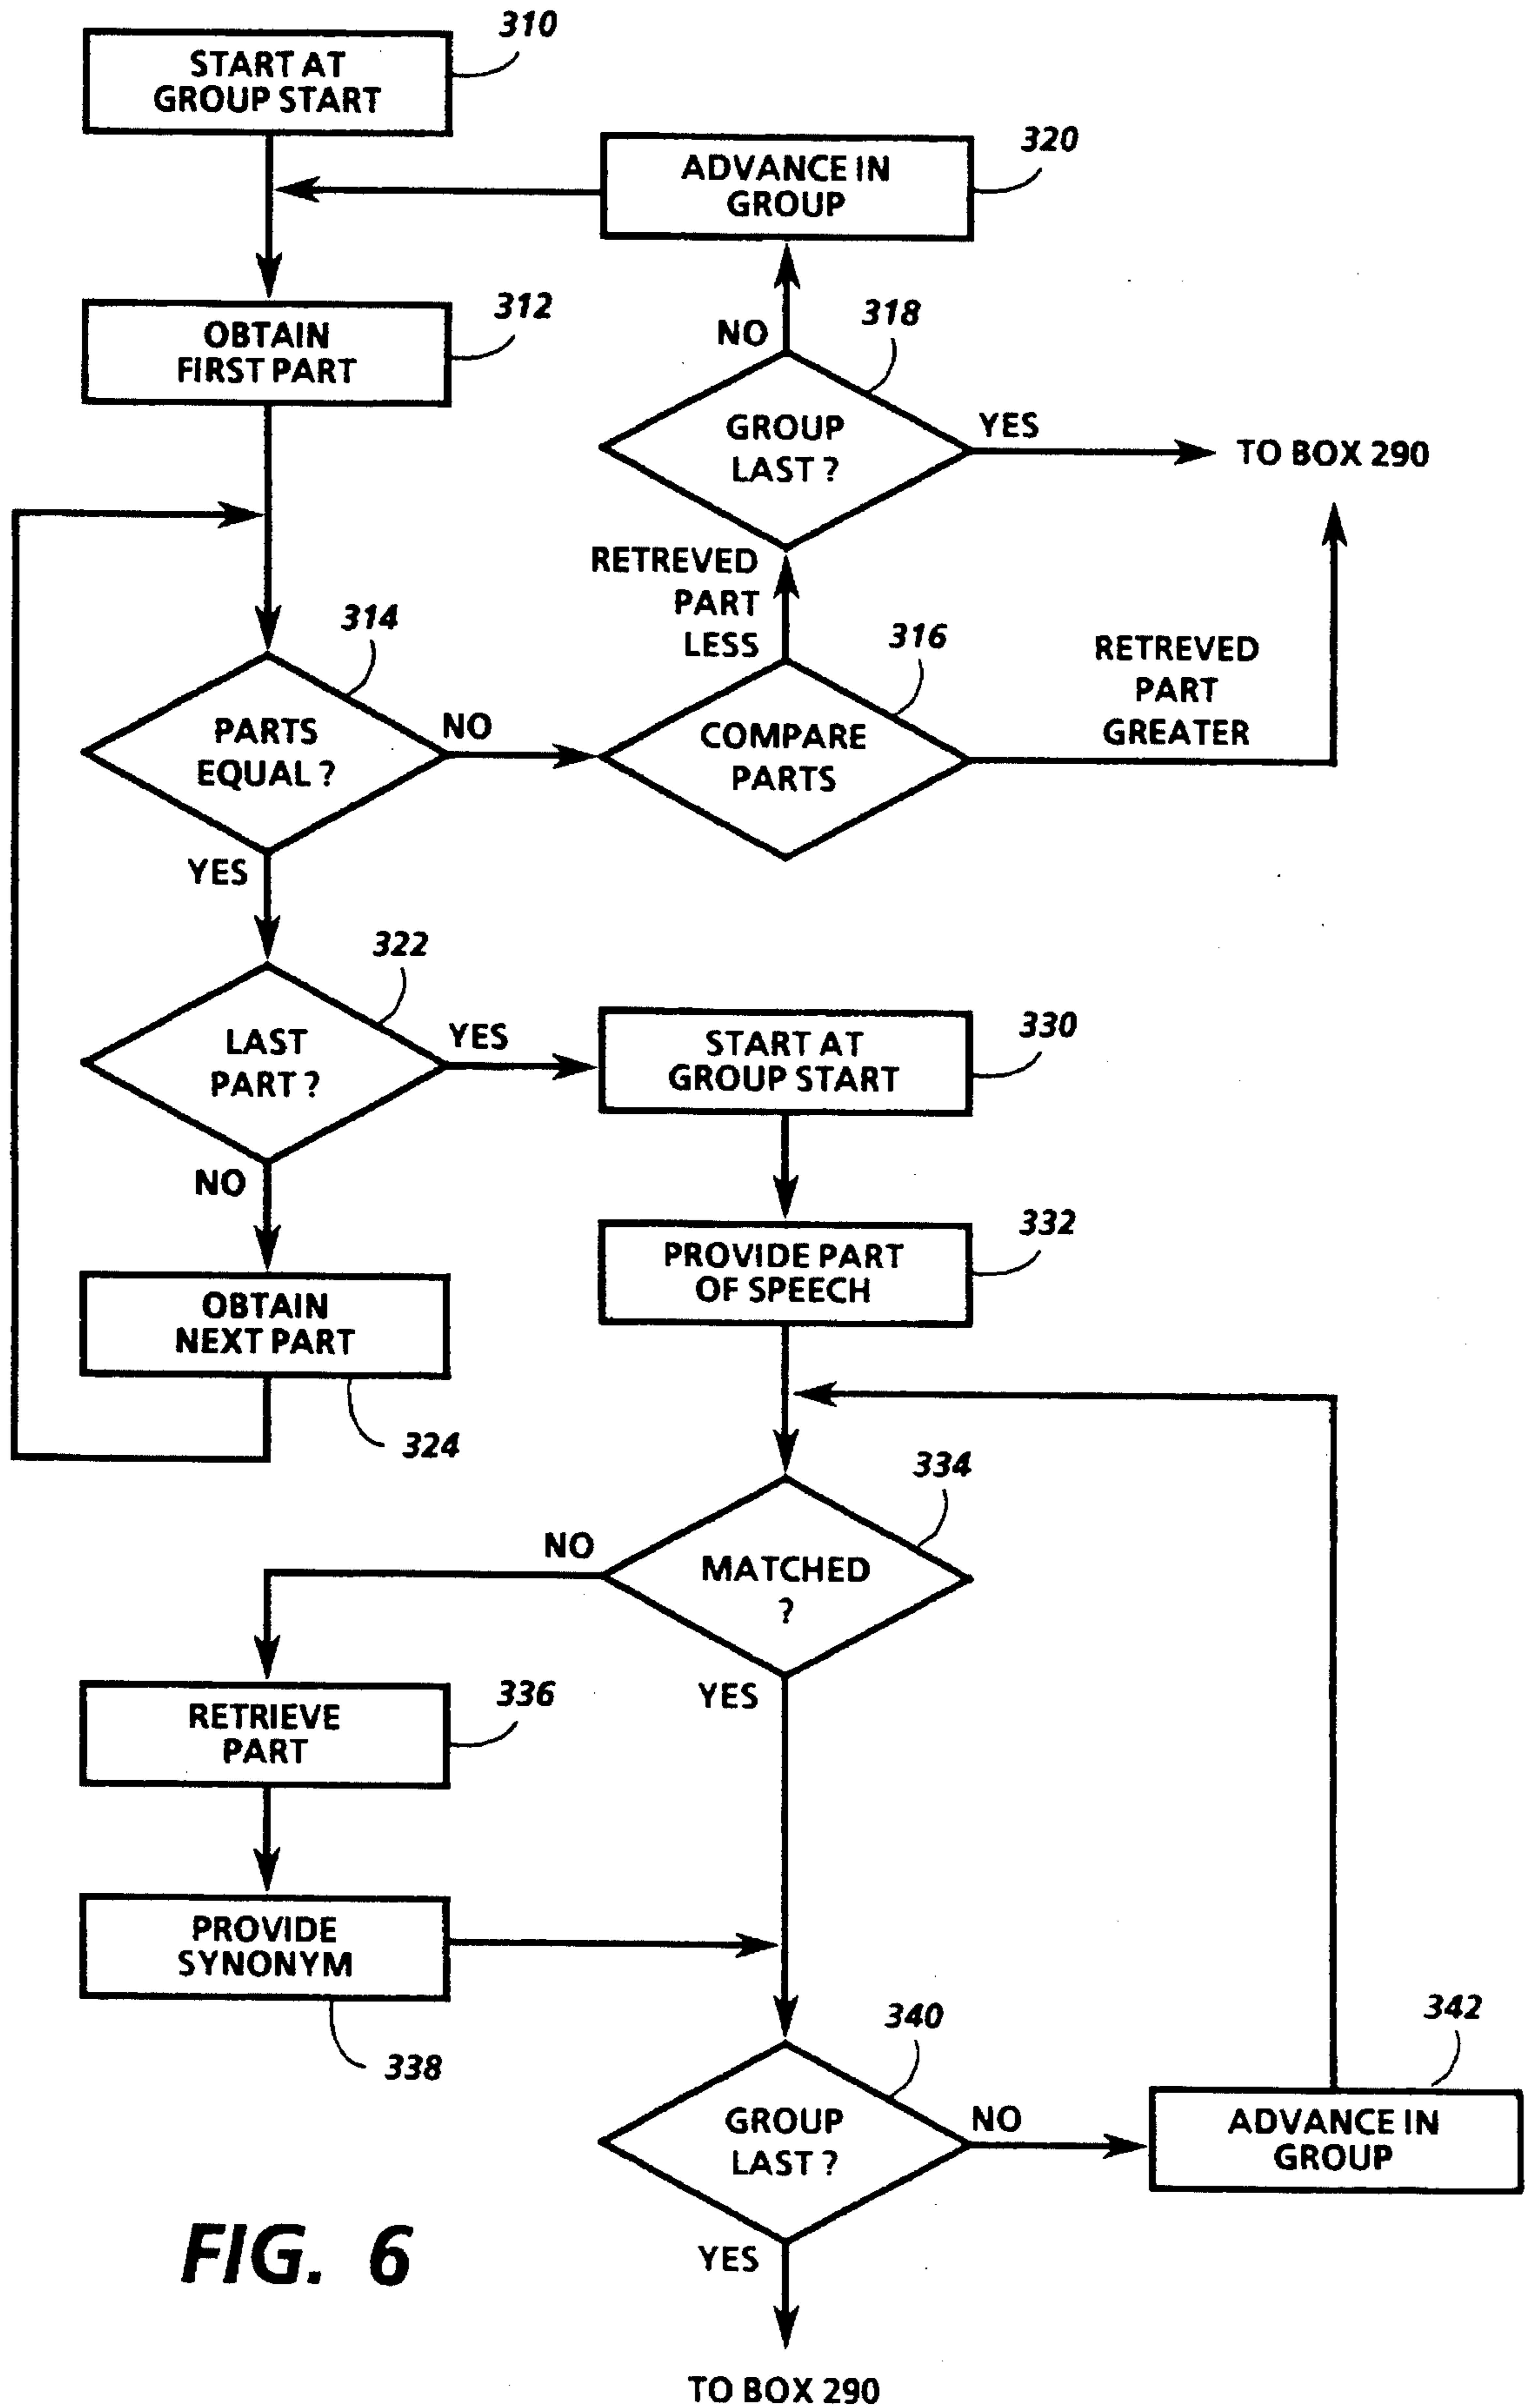 310
START AT
GROUP START
320
ADVANCE IN
GROUP
312
OBTAIN
FIRST PART
318
NO
GROUP
LAST ?
YES
TO BOX 290
RETREVED
PART
LESS
314
PARTS
EQUAL ?
NO
316
COMPARE
PARTS
RETREVED
PART
GREATER
YES
322
LAST
PART ?
YES
330
START AT
GROUP START
NO
332
PROVIDE PART
OF SPEECH
OBTAIN
NEXT PART
324
334
MATCHED
?
NO
YES
336
RETRIEVE
PART
PROVIDE
SYNONYM
338
340
GROUP
LAST ?
NO
342
ADVANCE IN
GROUP
YES
TO BOX 290
FIG. 6